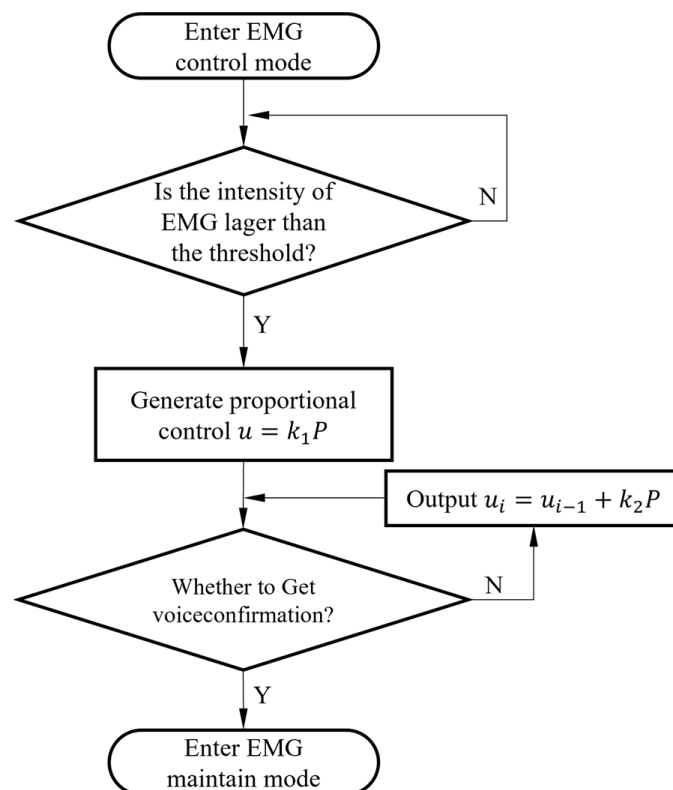 Enter EMG
control mode
Is the intensity of
EMG lager than
the threshold?
N
Y
Generate proportional
control u = k₁P
Output uᵢ = uᵢ₋₁ + k₂P
Whether to Get
voiceconfirmation?
N
Y
Enter EMG
maintain mode